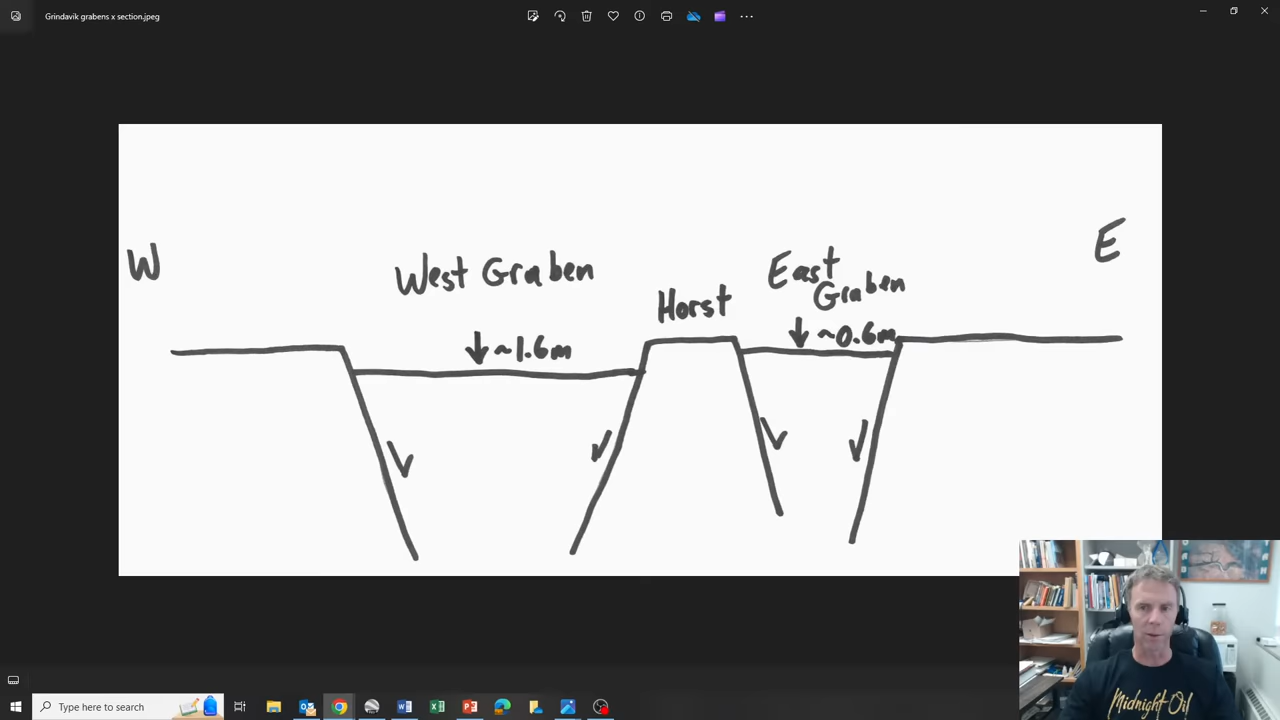 Grindavik grabens x section.jpeg
W
E
West Graben
East
Graben
Horst
~1.6m
~0.6m
Type here to search
Midnight Oil